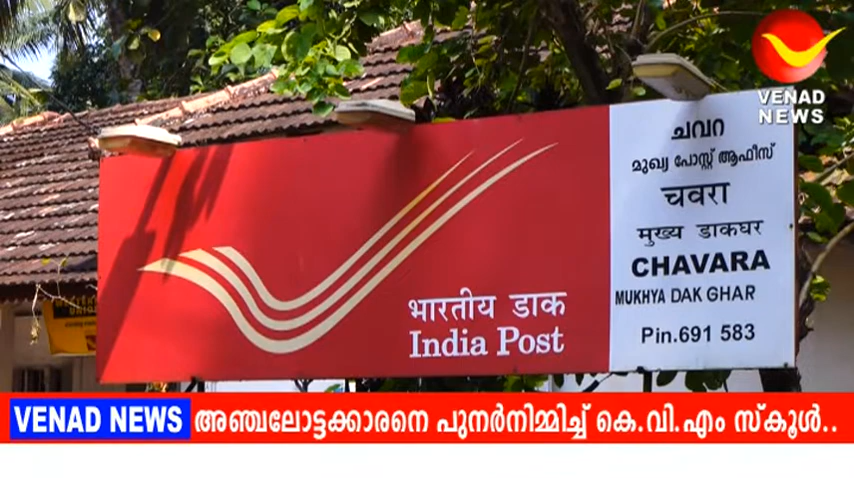 VENAD
NEWS
ചവറ
മുഖ്യ പോസ്റ്റ് ആഫീസ്
चवरा
मुख्य डाकघर
CHAVARA
MUKHYA DAK GHAR
Pin.691 583
भारतीय डाक
India Post
VENAD NEWS അഞ്ചലോട്ടക്കാരനെ പുനർനിമ്മിച്ച് കെ.വി.എം സ്കൂൾ..